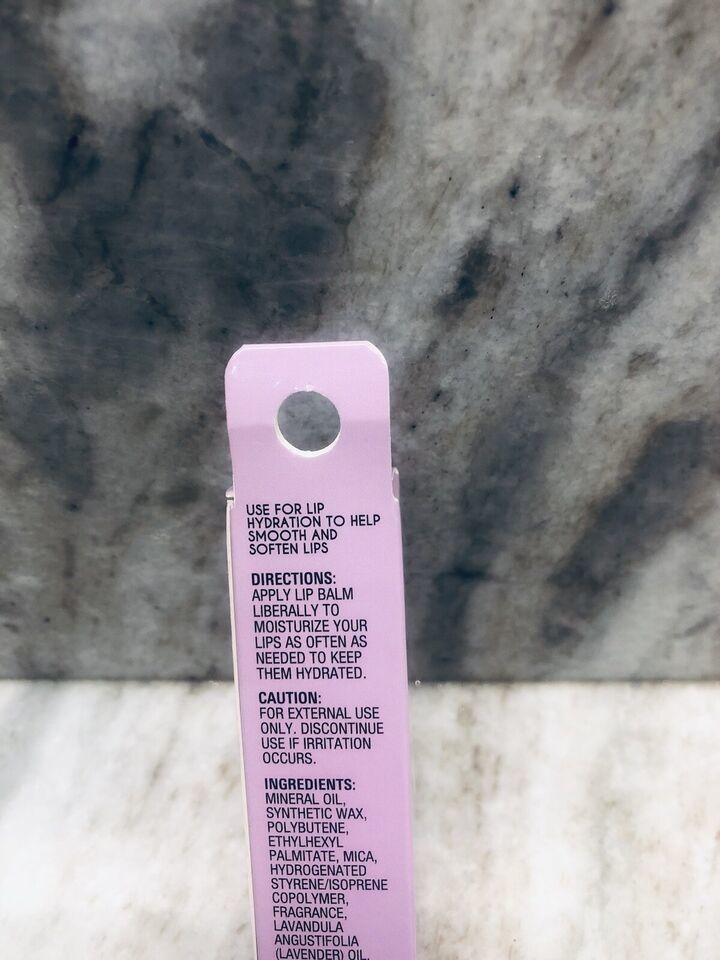 USE FOR LIP
HYDRATION TO HELP
SMOOTH AND
SOFTEN LIPS
DIRECTIONS:
APPLY LIP BALM
LIBERALLY TO
MOISTURIZE YOUR
LIPS AS OFTEN AS
NEEDED TO KEEP
THEM HYDRATED.
CAUTION:
FOR EXTERNAL USE
ONLY. DISCONTINUE
USE IF IRRITATION
OCCURS.
INGREDIENTS:
MINERAL OIL,
SYNTHETIC WAX,
POLYBUTENE,
ETHYLHEXYL
PALMITATE, MICA,
HYDROGENATED
STYRENE/ISOPRENE
COPOLYMER,
FRAGRANCE,
LAVANDULA
ANGUSTIFOLIA
(LAVENDER) OIL,